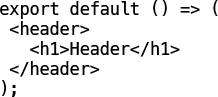 export default () => (
 <header>
   <h1>Header</h1>
 </header>
);